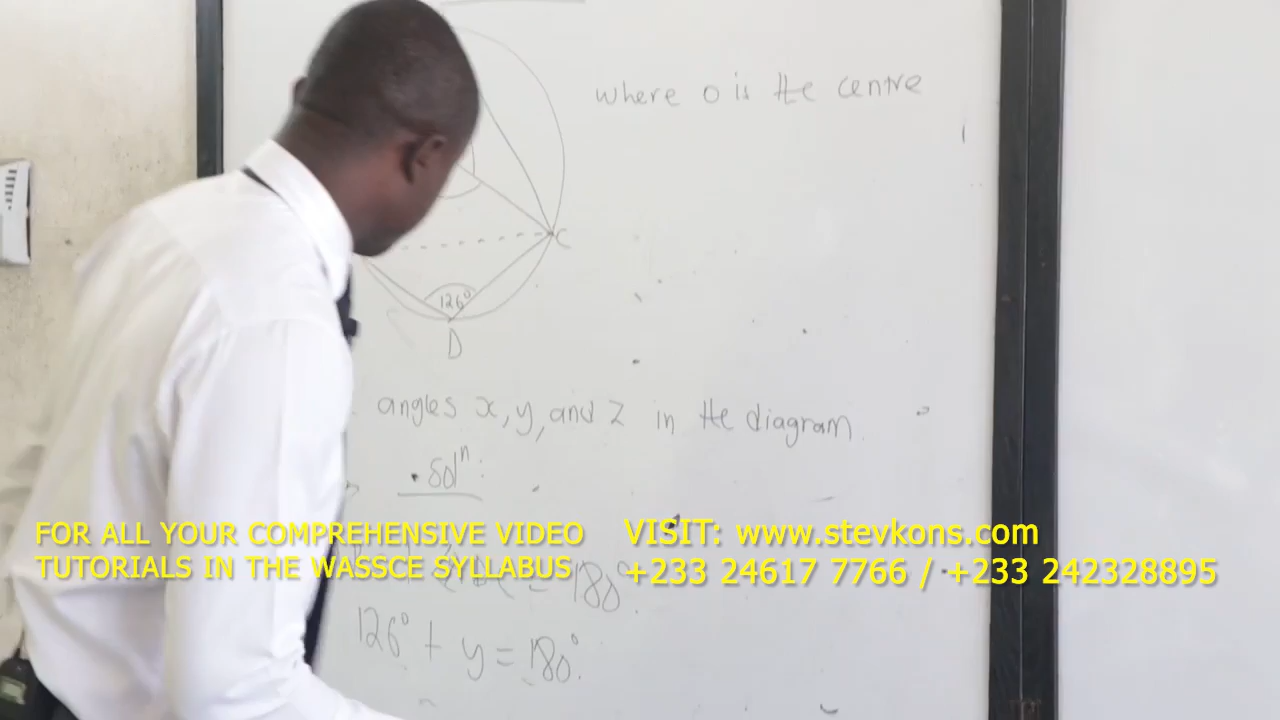 where O is the centre
C
126°
D
angles x, y, and z in the diagram.
Solⁿ:
= 180°.
126° + y = 180°.
FOR ALL YOUR COMPREHENSIVE VIDEO
TUTORIALS IN THE WASSCE SYLLABUS
VISIT: www.stevkons.com
+233 24617 7766 / +233 242328895